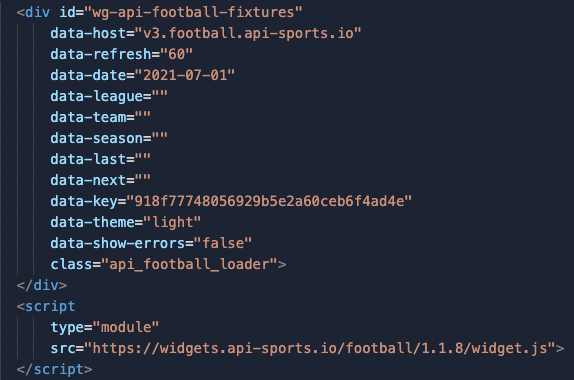 <div id="wg-api-football-fixtures"
data-host="v3.football.api-sports.io"
data-refresh="60"
data-date="2021-07-01"
data-league=""
data-team=""
data-season=""
data-last=""
data-next=""
data-key="918f77748056929b5e2a60ceb6f4ad4e"
data-theme="light"
data-show-errors="false"
class="api_football_loader">
</div>
<script
type="module"
src="https://widgets.api-sports.io/football/1.1.8/widget.js">
</script>